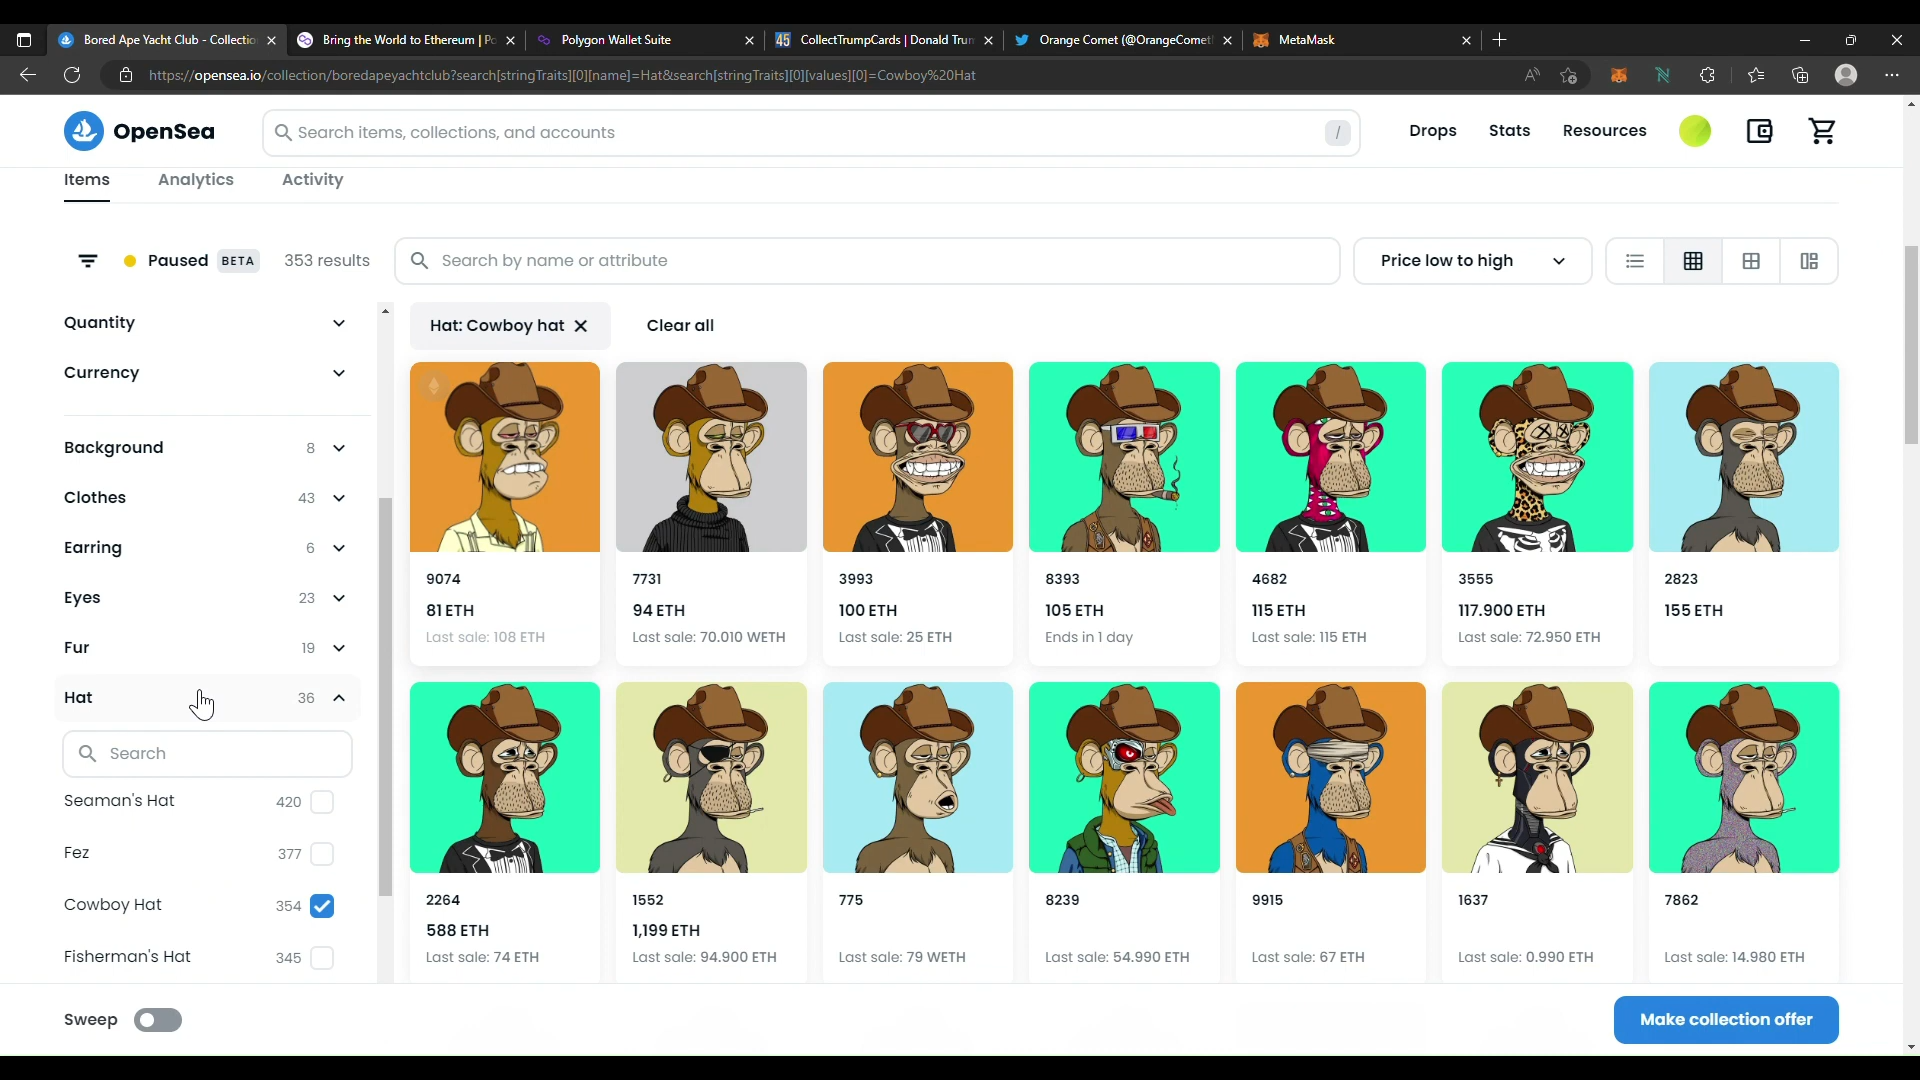 Bored Ape Yacht Club - Collectio
Bring the World to Ethereum | Po
Polygon Wallet Suite
45 CollectTrumpCards | Donald Trum
Orange Comet (@OrangeComet
MetaMask
https://opensea.io/collection/boredapeyachtclub?search[stringTraits][0][name]=Hat&search[stringTraits][0][values][0]=Cowboy%20Hat
OpenSea
Search items, collections, and accounts /
Drops Stats Resources
Items Analytics Activity
Paused BETA 353 results
Search by name or attribute
Price low to high
Quantity
Currency
Background 8
Clothes 43
Earring 6
Eyes 23
Fur 19
Hat 36
Search
Seaman's Hat 420
Fez 377
Cowboy Hat 354
Fisherman's Hat 345
Hat: Cowboy hat Clear all
9074
81 ETH
Last sale: 108 ETH
7731
94 ETH
Last sale: 70.010 WETH
3993
100 ETH
Last sale: 25 ETH
8393
105 ETH
Ends in 1 day
4682
115 ETH
Last sale: 115 ETH
3555
117.900 ETH
Last sale: 72.950 ETH
2823
155 ETH
2264
588 ETH
Last sale: 74 ETH
1552
1,199 ETH
Last sale: 94.900 ETH
775
Last sale: 79 WETH
8239
Last sale: 54.990 ETH
9915
Last sale: 67 ETH
1637
Last sale: 0.990 ETH
7862
Last sale: 14.980 ETH
Sweep
Make collection offer